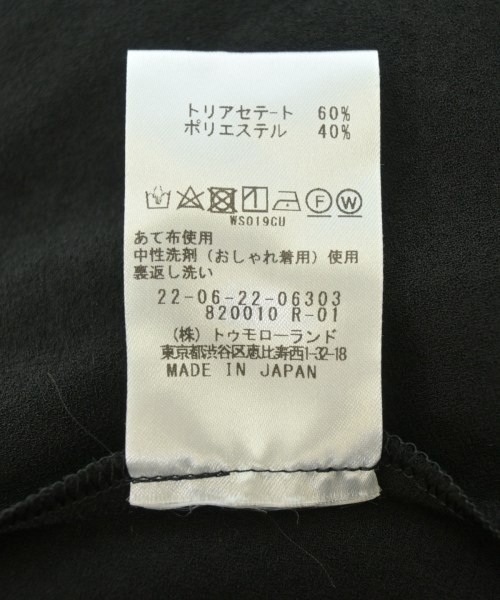 トリアセテート 60%
ポリエステル 40%
F W
WS019CU
あて布使用
中性洗剤（おしゃれ着用）使用
裏返し洗い
22-06-22-06303
820010 R-01
（株）トゥモローランド
東京都渋谷区恵比寿西1-32-18
MADE IN JAPAN